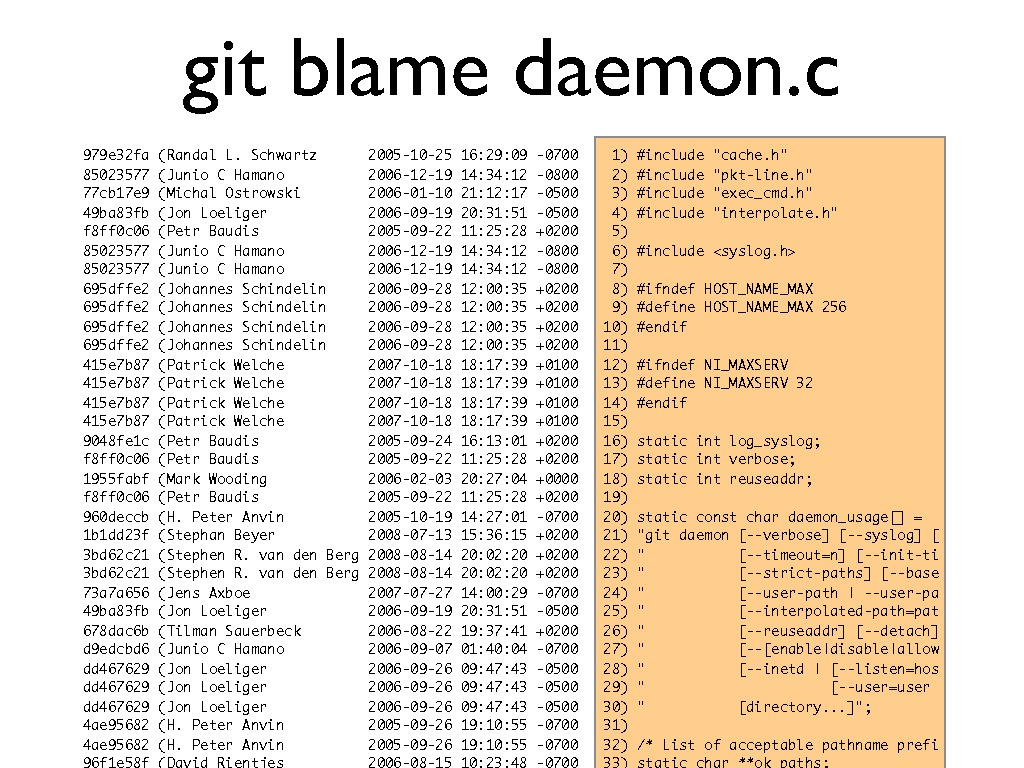 git blame daemon.c
979e32fa (Randal L. Schwartz 2005-10-25 16:29:09 -0700 1) #include "cache.h"
85023577 (Junio C Hamano 2006-12-19 14:34:12 -0800 2) #include "pkt-line.h"
77cb17e9 (Michal Ostrowski 2006-01-10 21:12:17 -0500 3) #include "exec_cmd.h"
49ba83fb (Jon Loeliger 2006-09-19 20:31:51 -0500 4) #include "interpolate.h"
f8ff0c06 (Petr Baudis 2005-09-22 11:25:28 +0200 5)
85023577 (Junio C Hamano 2006-12-19 14:34:12 -0800 6) #include <syslog.h>
85023577 (Junio C Hamano 2006-12-19 14:34:12 -0800 7)
695dffe2 (Johannes Schindelin 2006-09-28 12:00:35 +0200 8) #ifndef HOST_NAME_MAX
695dffe2 (Johannes Schindelin 2006-09-28 12:00:35 +0200 9) #define HOST_NAME_MAX 256
695dffe2 (Johannes Schindelin 2006-09-28 12:00:35 +0200 10) #endif
695dffe2 (Johannes Schindelin 2006-09-28 12:00:35 +0200 11)
415e7b87 (Patrick Welche 2007-10-18 18:17:39 +0100 12) #ifndef NI_MAXSERV
415e7b87 (Patrick Welche 2007-10-18 18:17:39 +0100 13) #define NI_MAXSERV 32
415e7b87 (Patrick Welche 2007-10-18 18:17:39 +0100 14) #endif
415e7b87 (Patrick Welche 2007-10-18 18:17:39 +0100 15)
9048fe1c (Petr Baudis 2005-09-24 16:13:01 +0200 16) static int log_syslog;
f8ff0c06 (Petr Baudis 2005-09-22 11:25:28 +0200 17) static int verbose;
1955fabf (Mark Wooding 2006-02-03 20:27:04 +0000 18) static int reuseaddr;
f8ff0c06 (Petr Baudis 2005-09-22 11:25:28 +0200 19)
960deccb (H. Peter Anvin 2005-10-19 14:27:01 -0700 20) static const char daemon_usage[] =
1b1dd23f (Stephan Beyer 2008-07-13 15:36:15 +0200 21) "git daemon [--verbose] [--syslog] [
3bd62c21 (Stephen R. van den Berg 2008-08-14 20:02:20 +0200 22) " [--timeout=n] [--init-ti
3bd62c21 (Stephen R. van den Berg 2008-08-14 20:02:20 +0200 23) " [--strict-paths] [--base
73a7a656 (Jens Axboe 2007-07-27 14:00:29 -0700 24) " [--user-path | --user-pa
49ba83fb (Jon Loeliger 2006-09-19 20:31:51 -0500 25) " [--interpolated-path=pat
678dac6b (Tilman Sauerbeck 2006-08-22 19:37:41 +0200 26) " [--reuseaddr] [--detach]
d9edcbd6 (Junio C Hamano 2006-09-07 01:40:04 -0700 27) " [--[enable|disable|allow
dd467629 (Jon Loeliger 2006-09-26 09:47:43 -0500 28) " [--inetd | [--listen=hos
dd467629 (Jon Loeliger 2006-09-26 09:47:43 -0500 29) " [--user=user
dd467629 (Jon Loeliger 2006-09-26 09:47:43 -0500 30) " [directory...]";
4ae95682 (H. Peter Anvin 2005-09-26 19:10:55 -0700 31)
4ae95682 (H. Peter Anvin 2005-09-26 19:10:55 -0700 32) /* List of acceptable pathname prefi
96f1e58f (David Rientjes 2006-08-15 10:23:48 -0700 33) static char **ok_paths;